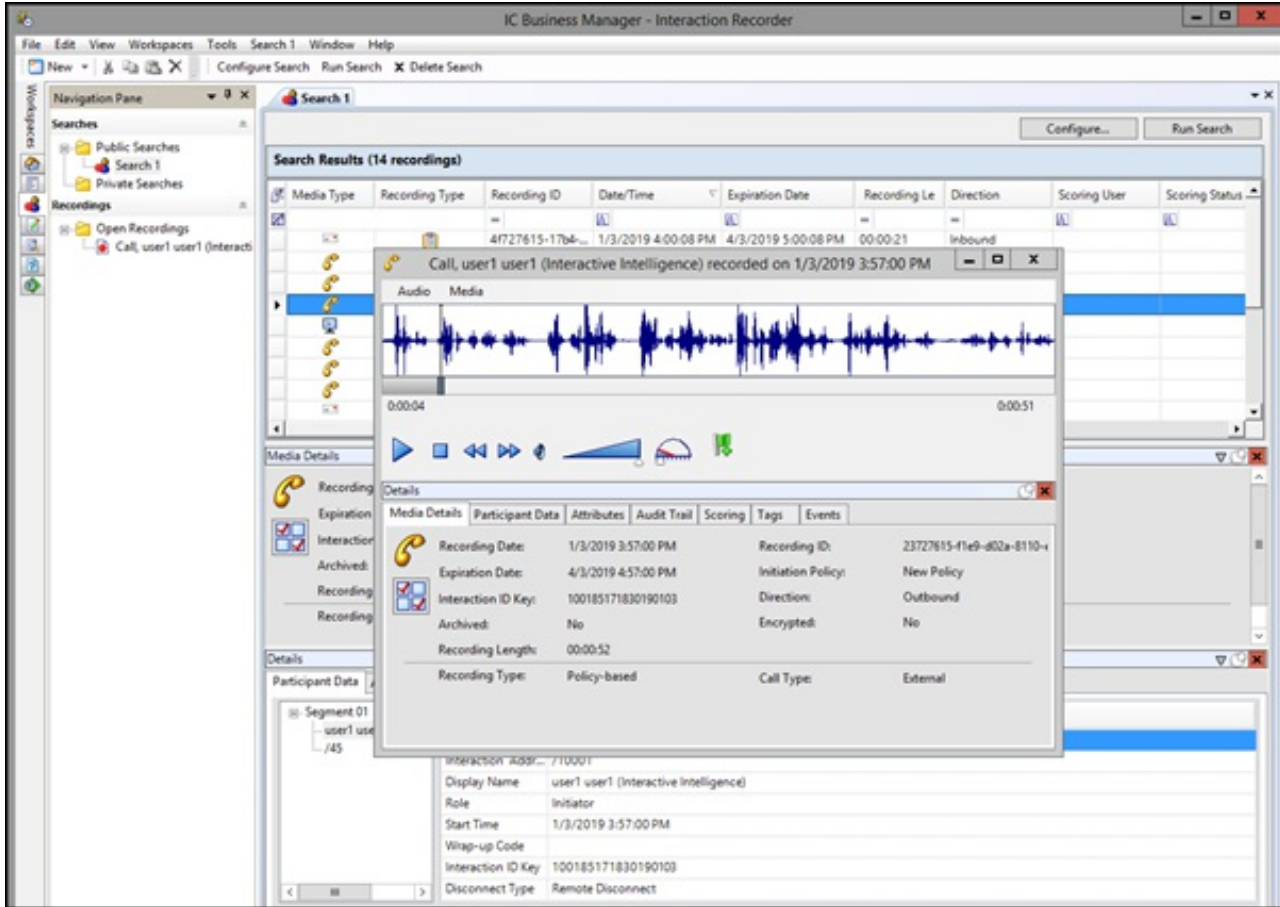 IC Business Manager - Interaction Recorder
File Edit View Workspaces Tools Search 1 Window Help
New Configure Search Run Search Delete Search
Workspaces
Navigation Pane
Searches
Public Searches
Search 1
Private Searches
Recordings
Open Recordings
Call, user1 user1 (Interacti
Search 1
Configure... Run Search
Search Results (14 recordings)
Media Type Recording Type Recording ID Date/Time Expiration Date Recording Le Direction Scoring User Scoring Status
4f727615-17b4-... 1/3/2019 4:00:08 PM 4/3/2019 5:00:08 PM 00:00:21 Inbound
Call, user1 user1 (Interactive Intelligence) recorded on 1/3/2019 3:57:00 PM
Audio Media
0:00:04 0:00:51
Details
Media Details Participant Data Attributes Audit Trail Scoring Tags Events
Recording Date: 1/3/2019 3:57:00 PM Recording ID: 23727615-f1e9-d02a-8110-
Expiration Date: 4/3/2019 4:57:00 PM Initiation Policy: New Policy
Interaction ID Key: 100185171830190103 Direction: Outbound
Archived: No Encrypted: No
Recording Length: 00:00:52
Recording Type: Policy-based Call Type: External
Media Details
Recording
Expiration
Interaction
Archived:
Recording
Recording
Details
Participant Data
Segment 01
user1 use
/45
Interaction Addr... /10001
Display Name user1 user1 (Interactive Intelligence)
Role Initiator
Start Time 1/3/2019 3:57:00 PM
Wrap-up Code
Interaction ID Key 100185171830190103
Disconnect Type Remote Disconnect